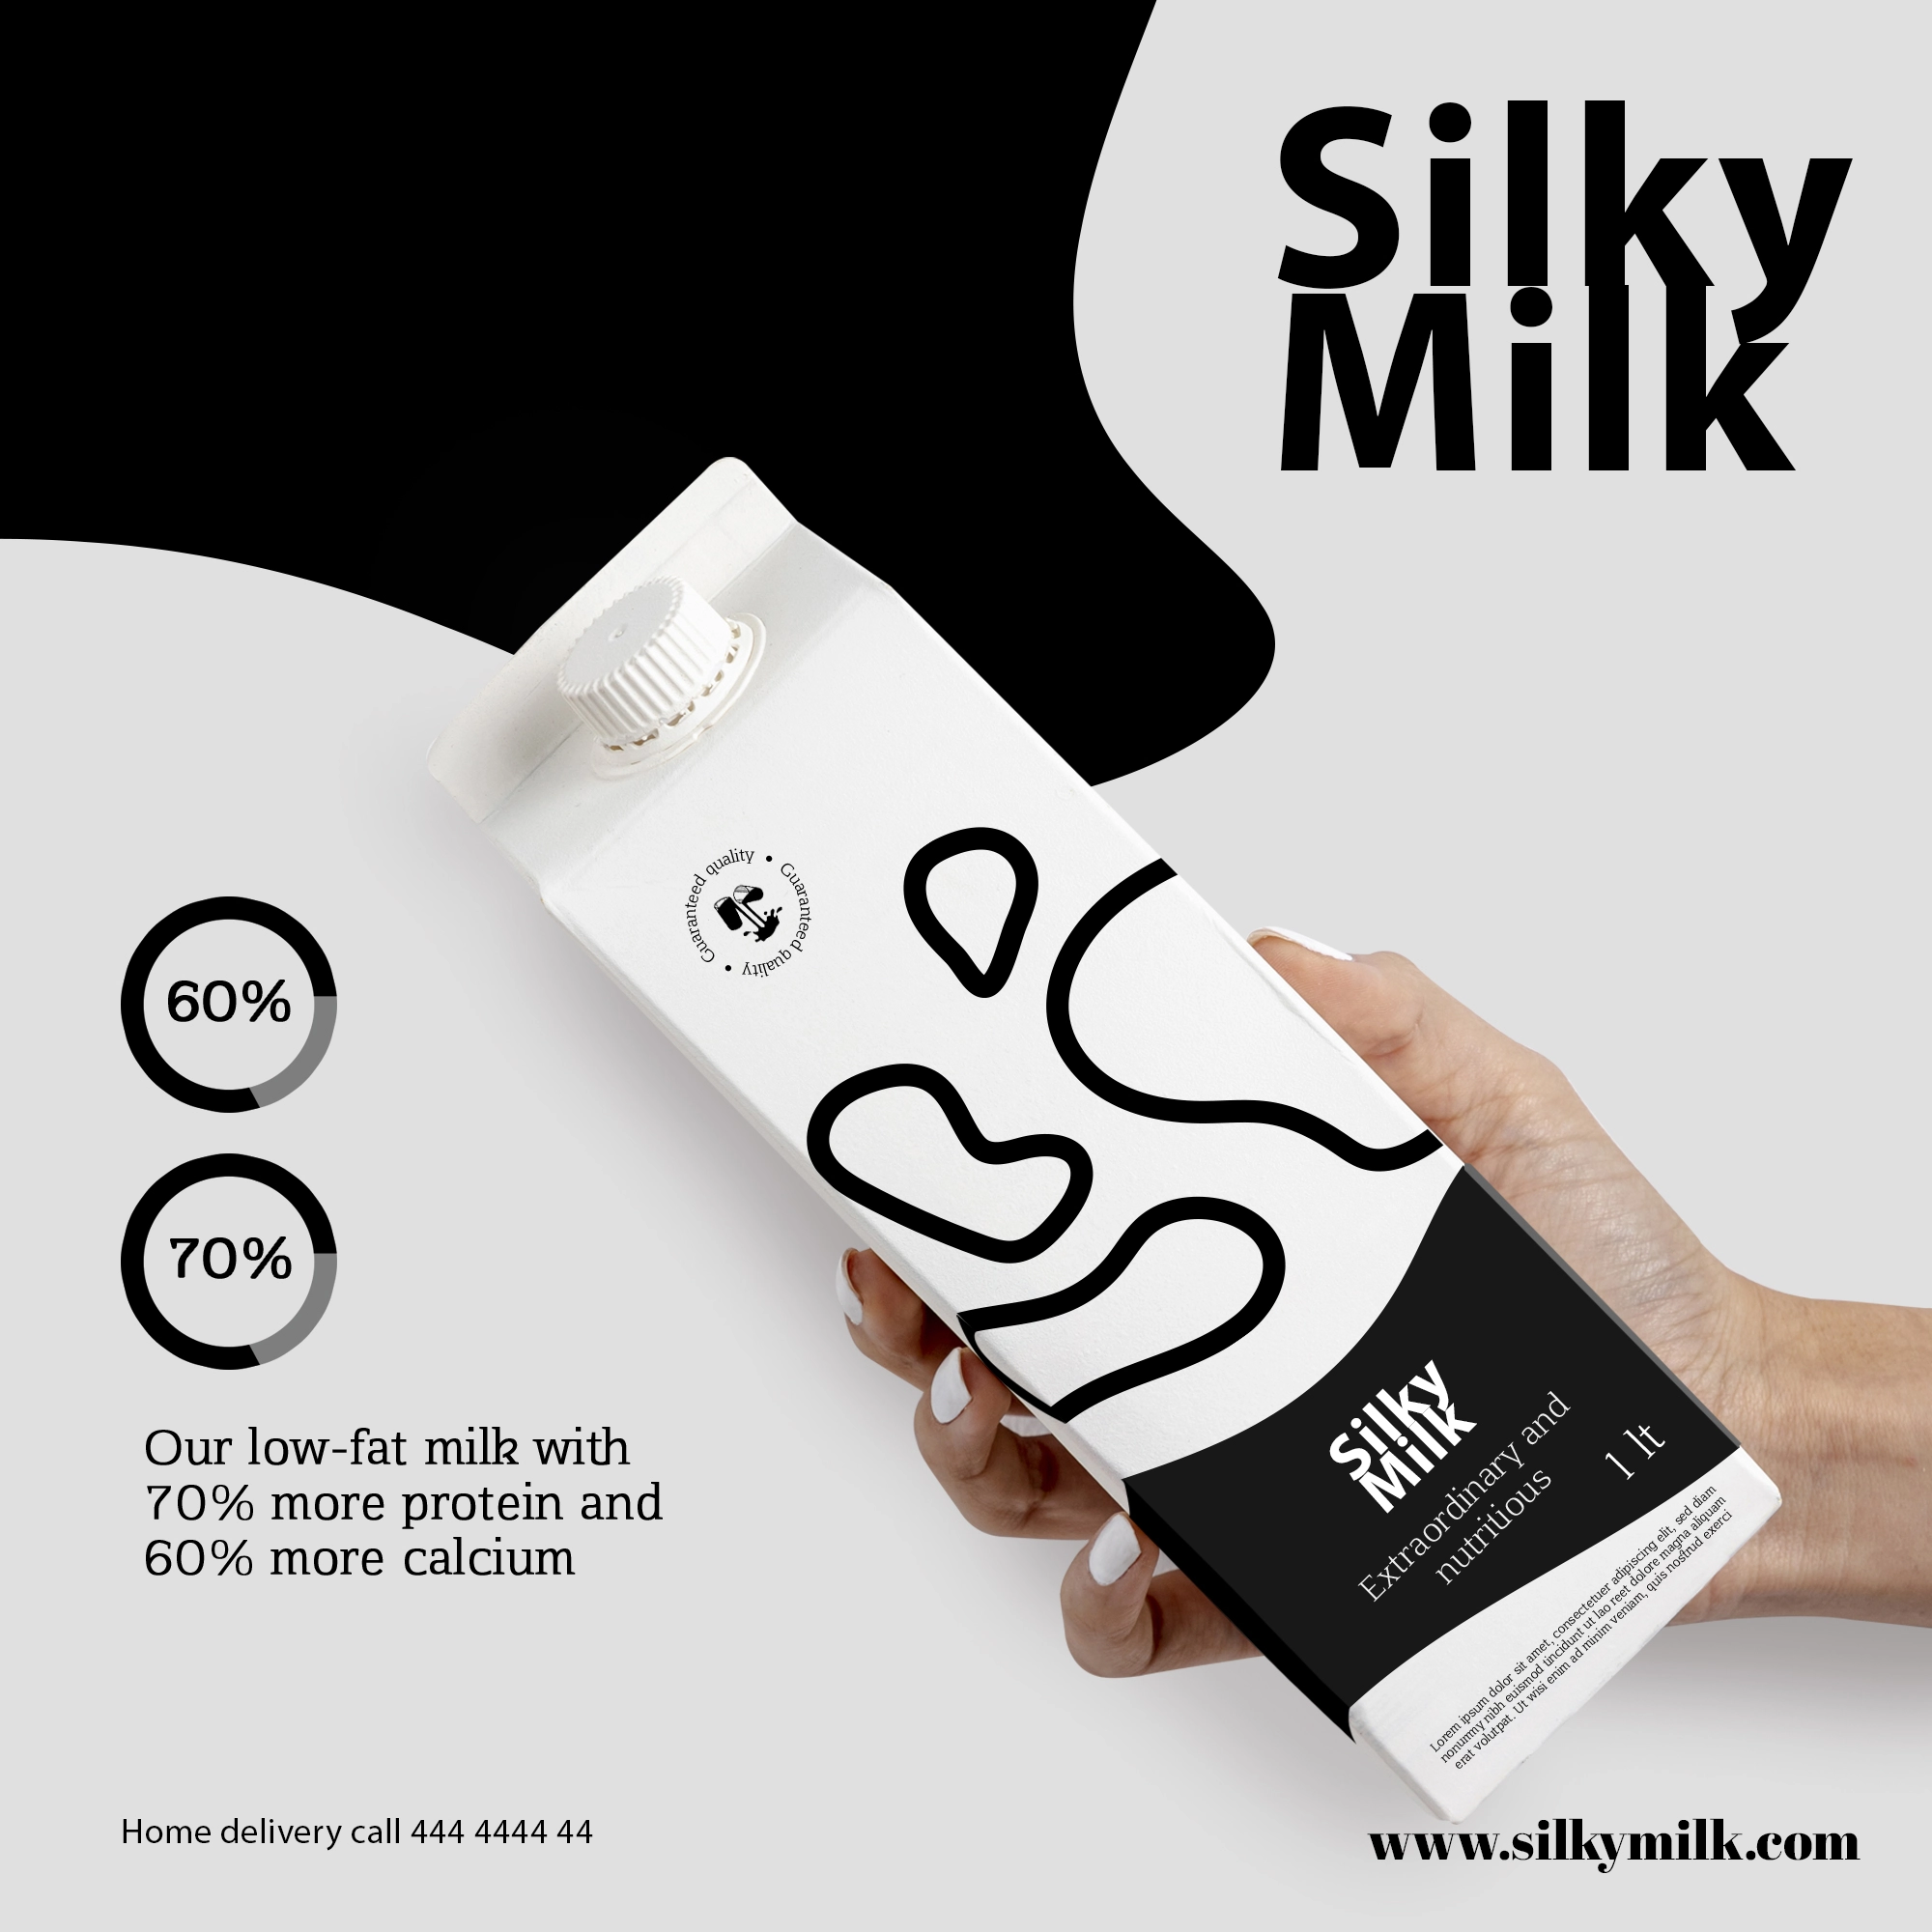 Silky
Milk
Guaranteed quality • Guaranteed quality •
60%
70%
Our low-fat milk with
70% more protein and
60% more calcium
Silky
Milk
Extraordinary and
nutritious
1 lt
Lorem ipsum dolor sit amet, consectetuer adipiscing elit, sed diam
nonummy nibh euismod tincidunt ut lao reet dolore magna aliquam
erat volutpat. Ut wisi enim ad minim veniam, quis nostrud exerci
Home delivery call 444 4444 44
www.silkymilk.com